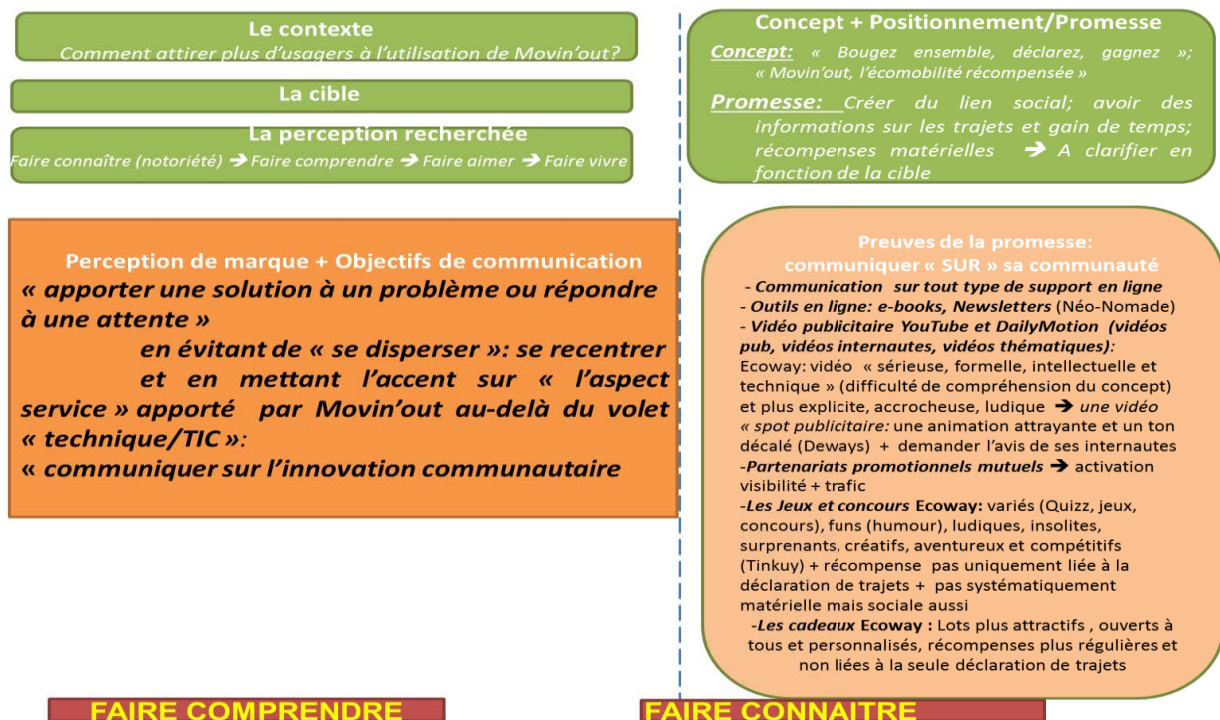 Le contexte
Comment attirer plus d’usagers à l’utilisation de Movin’out?
La cible
La perception recherchée
Faire connaître (notoriété) ➔ Faire comprendre ➔ Faire aimer ➔ Faire vivre
Perception de marque + Objectifs de communication
« apporter une solution à un problème ou répondre
à une attente »
en évitant de « se disperser »: se recentrer
et en mettant l’accent sur « l’aspect
service » apporté par Movin’out au-delà du volet
« technique/TIC »:
« communiquer sur l’innovation communautaire
FAIRE COMPRENDRE
Concept + Positionnement/Promesse
Concept: « Bougez ensemble, déclarez, gagnez »;
« Movin’out, l’écomobilité récompensée »
Promesse: Créer du lien social; avoir des
informations sur les trajets et gain de temps;
récompenses matérielles ➔ A clarifier en
fonction de la cible
Preuves de la promesse:
communiquer « SUR » sa communauté
- Communication sur tout type de support en ligne
- Outils en ligne: e-books, Newsletters (Néo-Nomade)
- Vidéo publicitaire YouTube et DailyMotion (vidéos
pub, vidéos internautes, vidéos thématiques):
Ecoway: vidéo « sérieuse, formelle, intellectuelle et
technique » (difficulté de compréhension du concept)
et plus explicite, accrocheuse, ludique ➔ une vidéo
« spot publicitaire: une animation attrayante et un ton
décalé (Deways) + demander l’avis de ses internautes
-Partenariats promotionnels mutuels ➔ activation
visibilité + trafic
-Les Jeux et concours Ecoway: variés (Quizz, jeux,
concours), funs (humour), ludiques, insolites,
surprenants, créatifs, aventureux et compétitifs
(Tinkuy) + récompense pas uniquement liée à la
déclaration de trajets + pas systématiquement
matérielle mais sociale aussi
-Les cadeaux Ecoway : Lots plus attractifs , ouverts à
tous et personnalisés, récompenses plus régulières et
non liées à la seule déclaration de trajets
FAIRE CONNAITRE